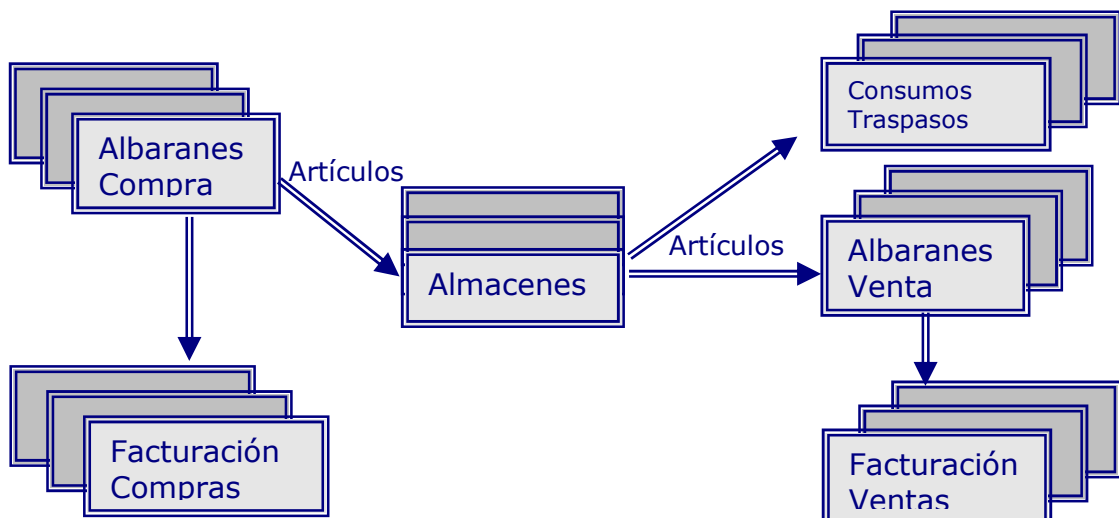 Consumos
Traspasos
Albaranes
Compra
Artículos
Artículos
Albaranes
Venta
Almacenes
Facturación
Compras
Facturación
Ventas